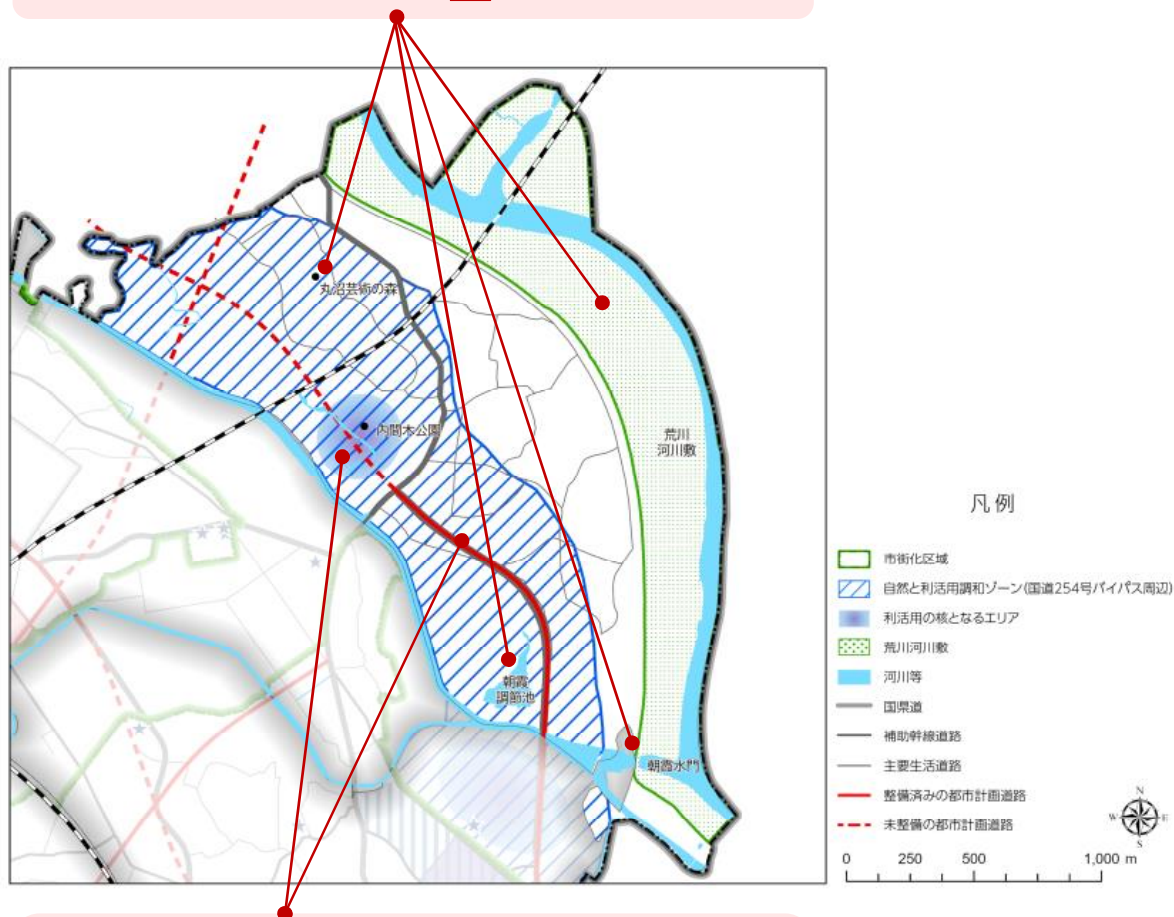 丸沼芸術の森
内間木公園
荒川
河川敷
朝霞
調節池
朝霞水門
凡例
市街化区域
自然と利活用調和ゾーン(国道254号バイパス周辺)
利活用の核となるエリア
荒川河川敷
河川等
国県道
補助幹線道路
主要生活道路
整備済みの都市計画道路
未整備の都市計画道路
N
W
E
S
0 250 500 1,000 m